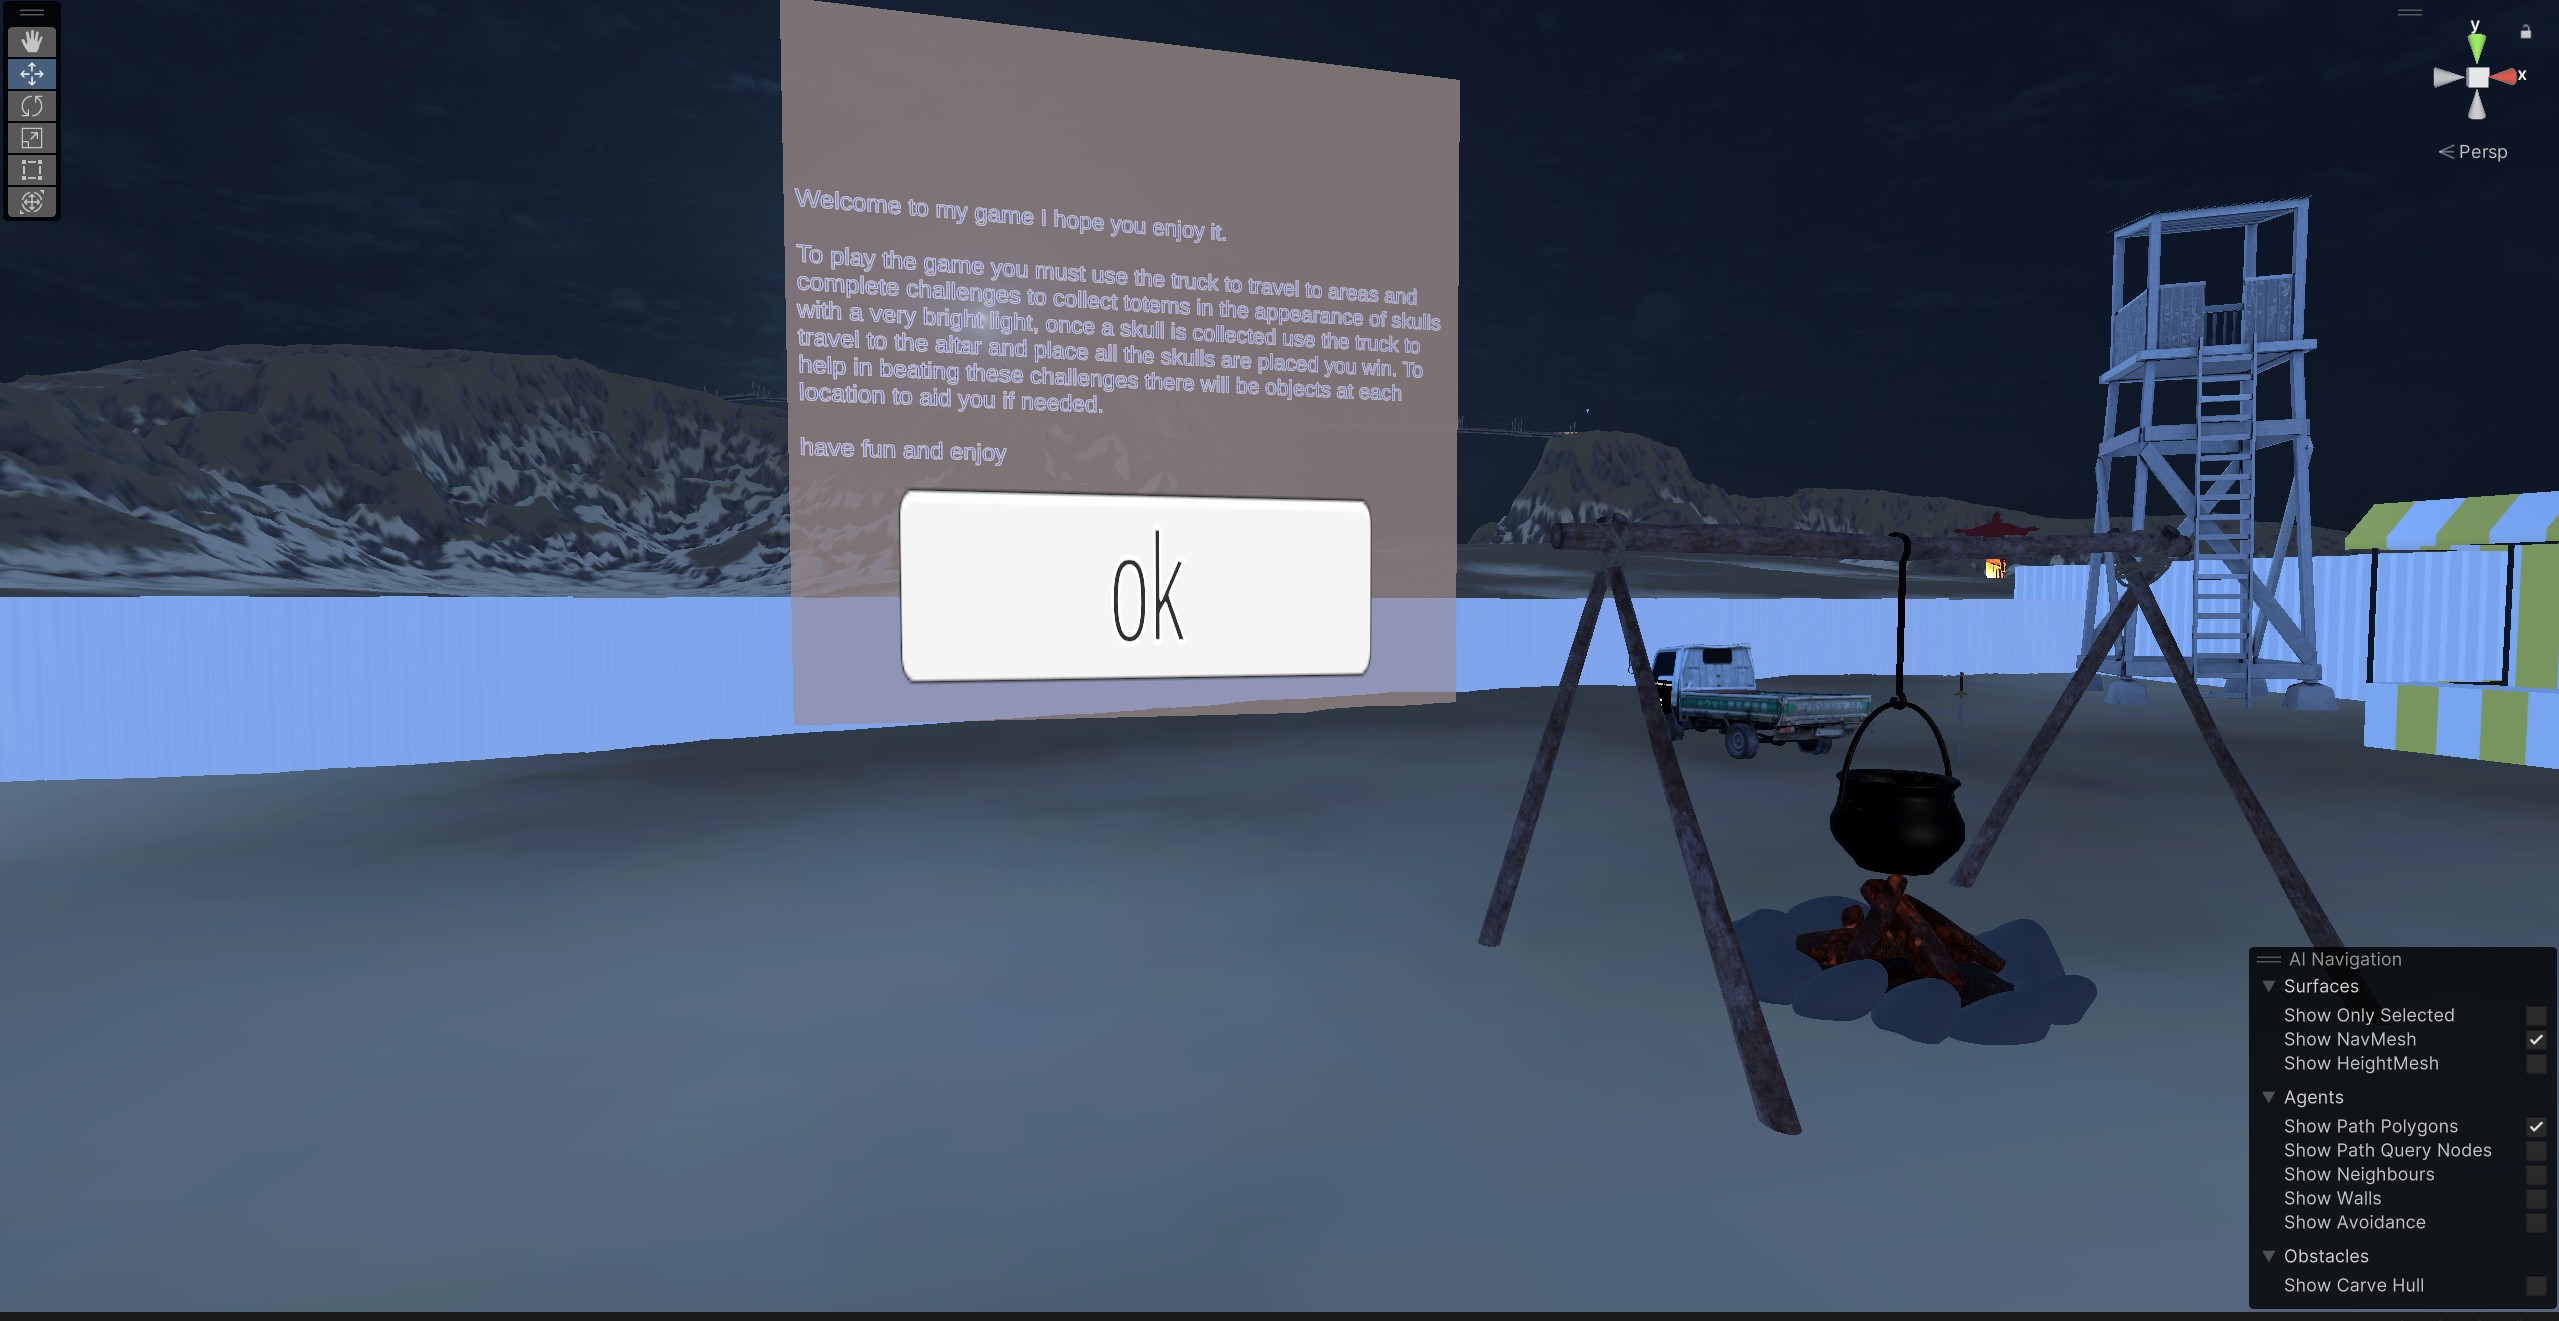 y
x
Persp
Welcome to my game I hope you enjoy it.
To play the game you must use the truck to travel to areas and
complete challenges to collect totems in the appearance of skulls
with a very bright light, once a skull is collected use the truck to
travel to the altar and place all the skulls are placed you win. To
help in beating these challenges there will be objects at each
location to aid you if needed.
have fun and enjoy
ok
AI Navigation
Surfaces
Show Only Selected
Show NavMesh
Show HeightMesh
Agents
Show Path Polygons
Show Path Query Nodes
Show Neighbours
Show Walls
Show Avoidance
Obstacles
Show Carve Hull